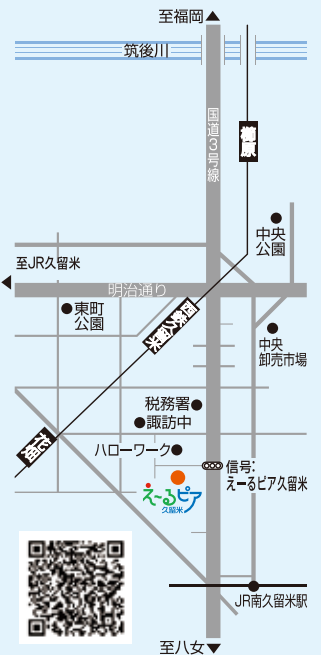 至福岡
筑後川
国道3号線
櫛原
中央
公園
至JR久留米
明治通り
東町
公園
西鉄久留米
中央
卸売市場
税務署
諏訪中
ハローワーク
花畑
信号：
えーるピア久留米
えーるピア
久留米
JR南久留米駅
至八女